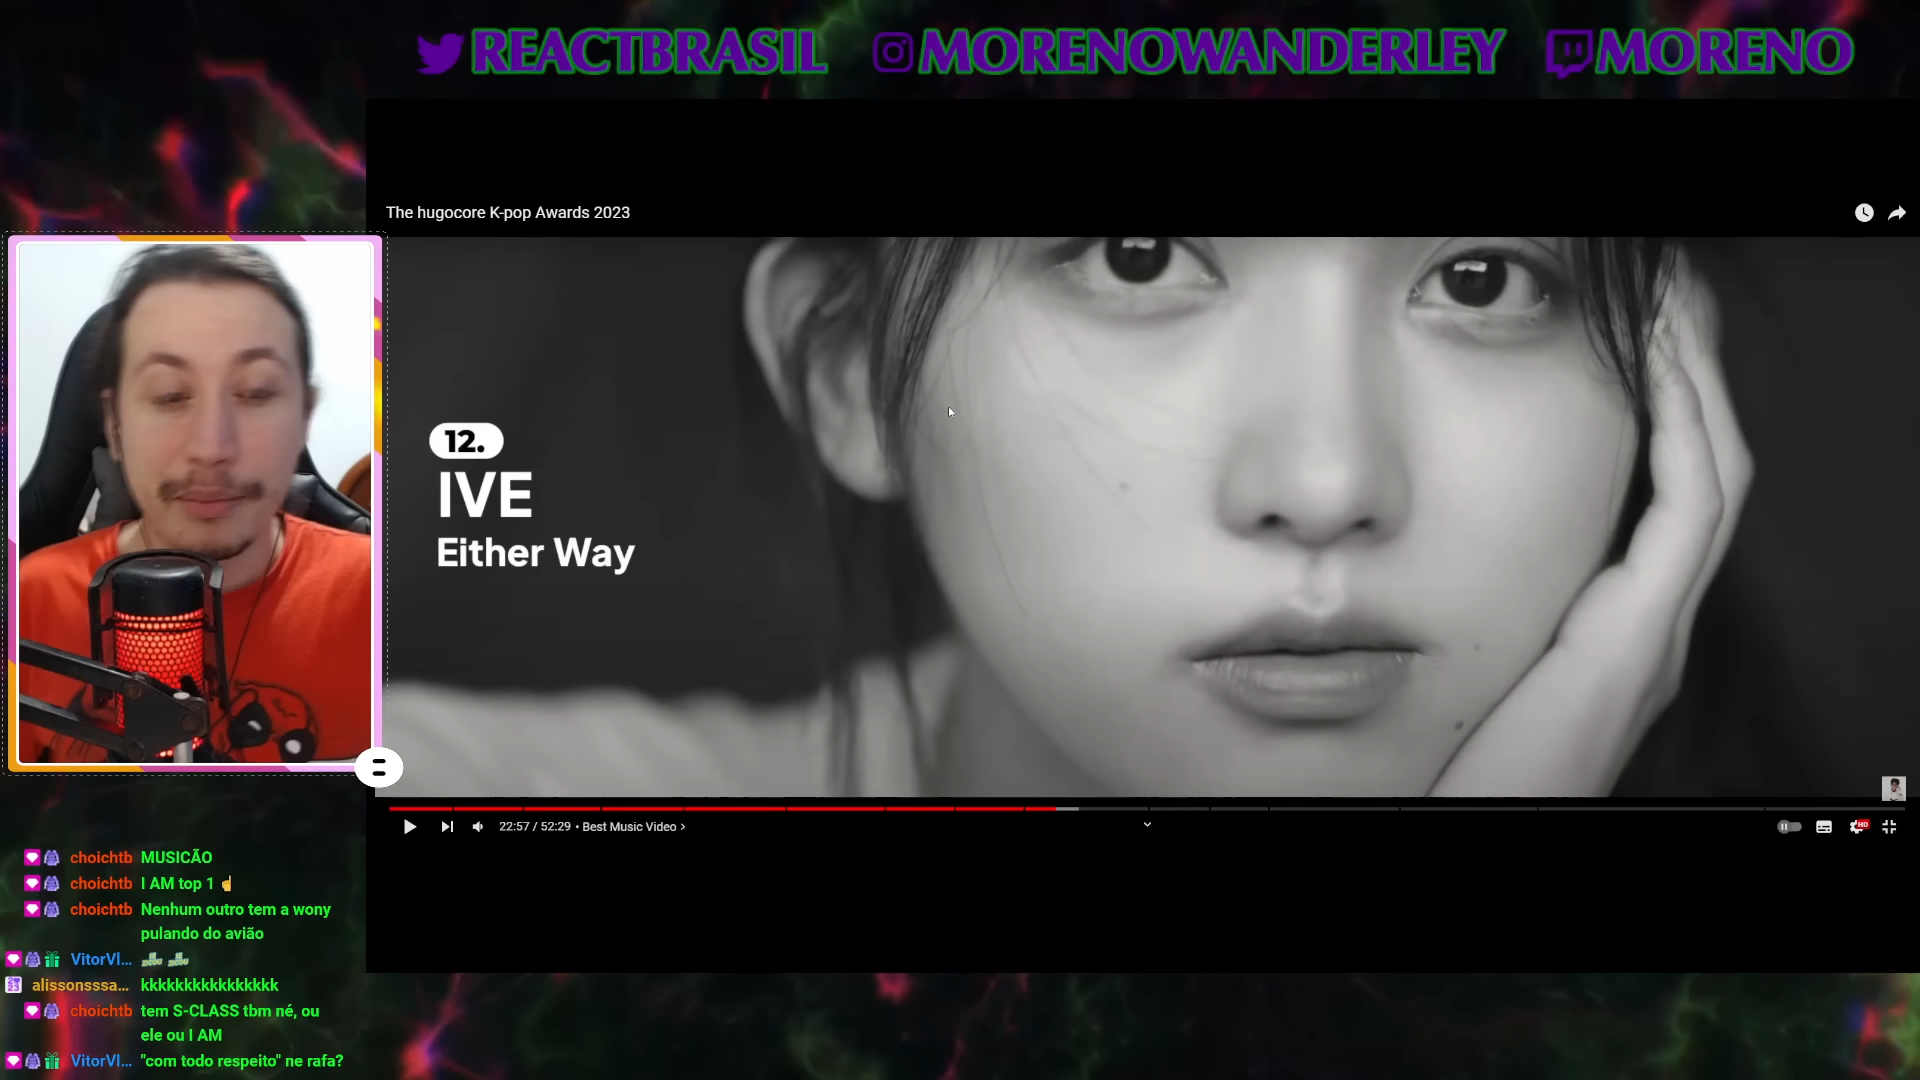 REACTBRASIL MORENOWANDERLEY MORENO
The hugocore K-pop Awards 2023
12.
IVE
Either Way
22:57 / 52:29 • Best Music Video
HD
choichtb MUSICÃO
choichtb I AM top 1 ☝
choichtb Nenhum outro tem a wony
pulando do avião
VitorVl...
alissonsssa... kkkkkkkkkkkkkkkk
choichtb tem S-CLASS tbm né, ou
ele ou I AM
VitorVl... "com todo respeito" ne rafa?